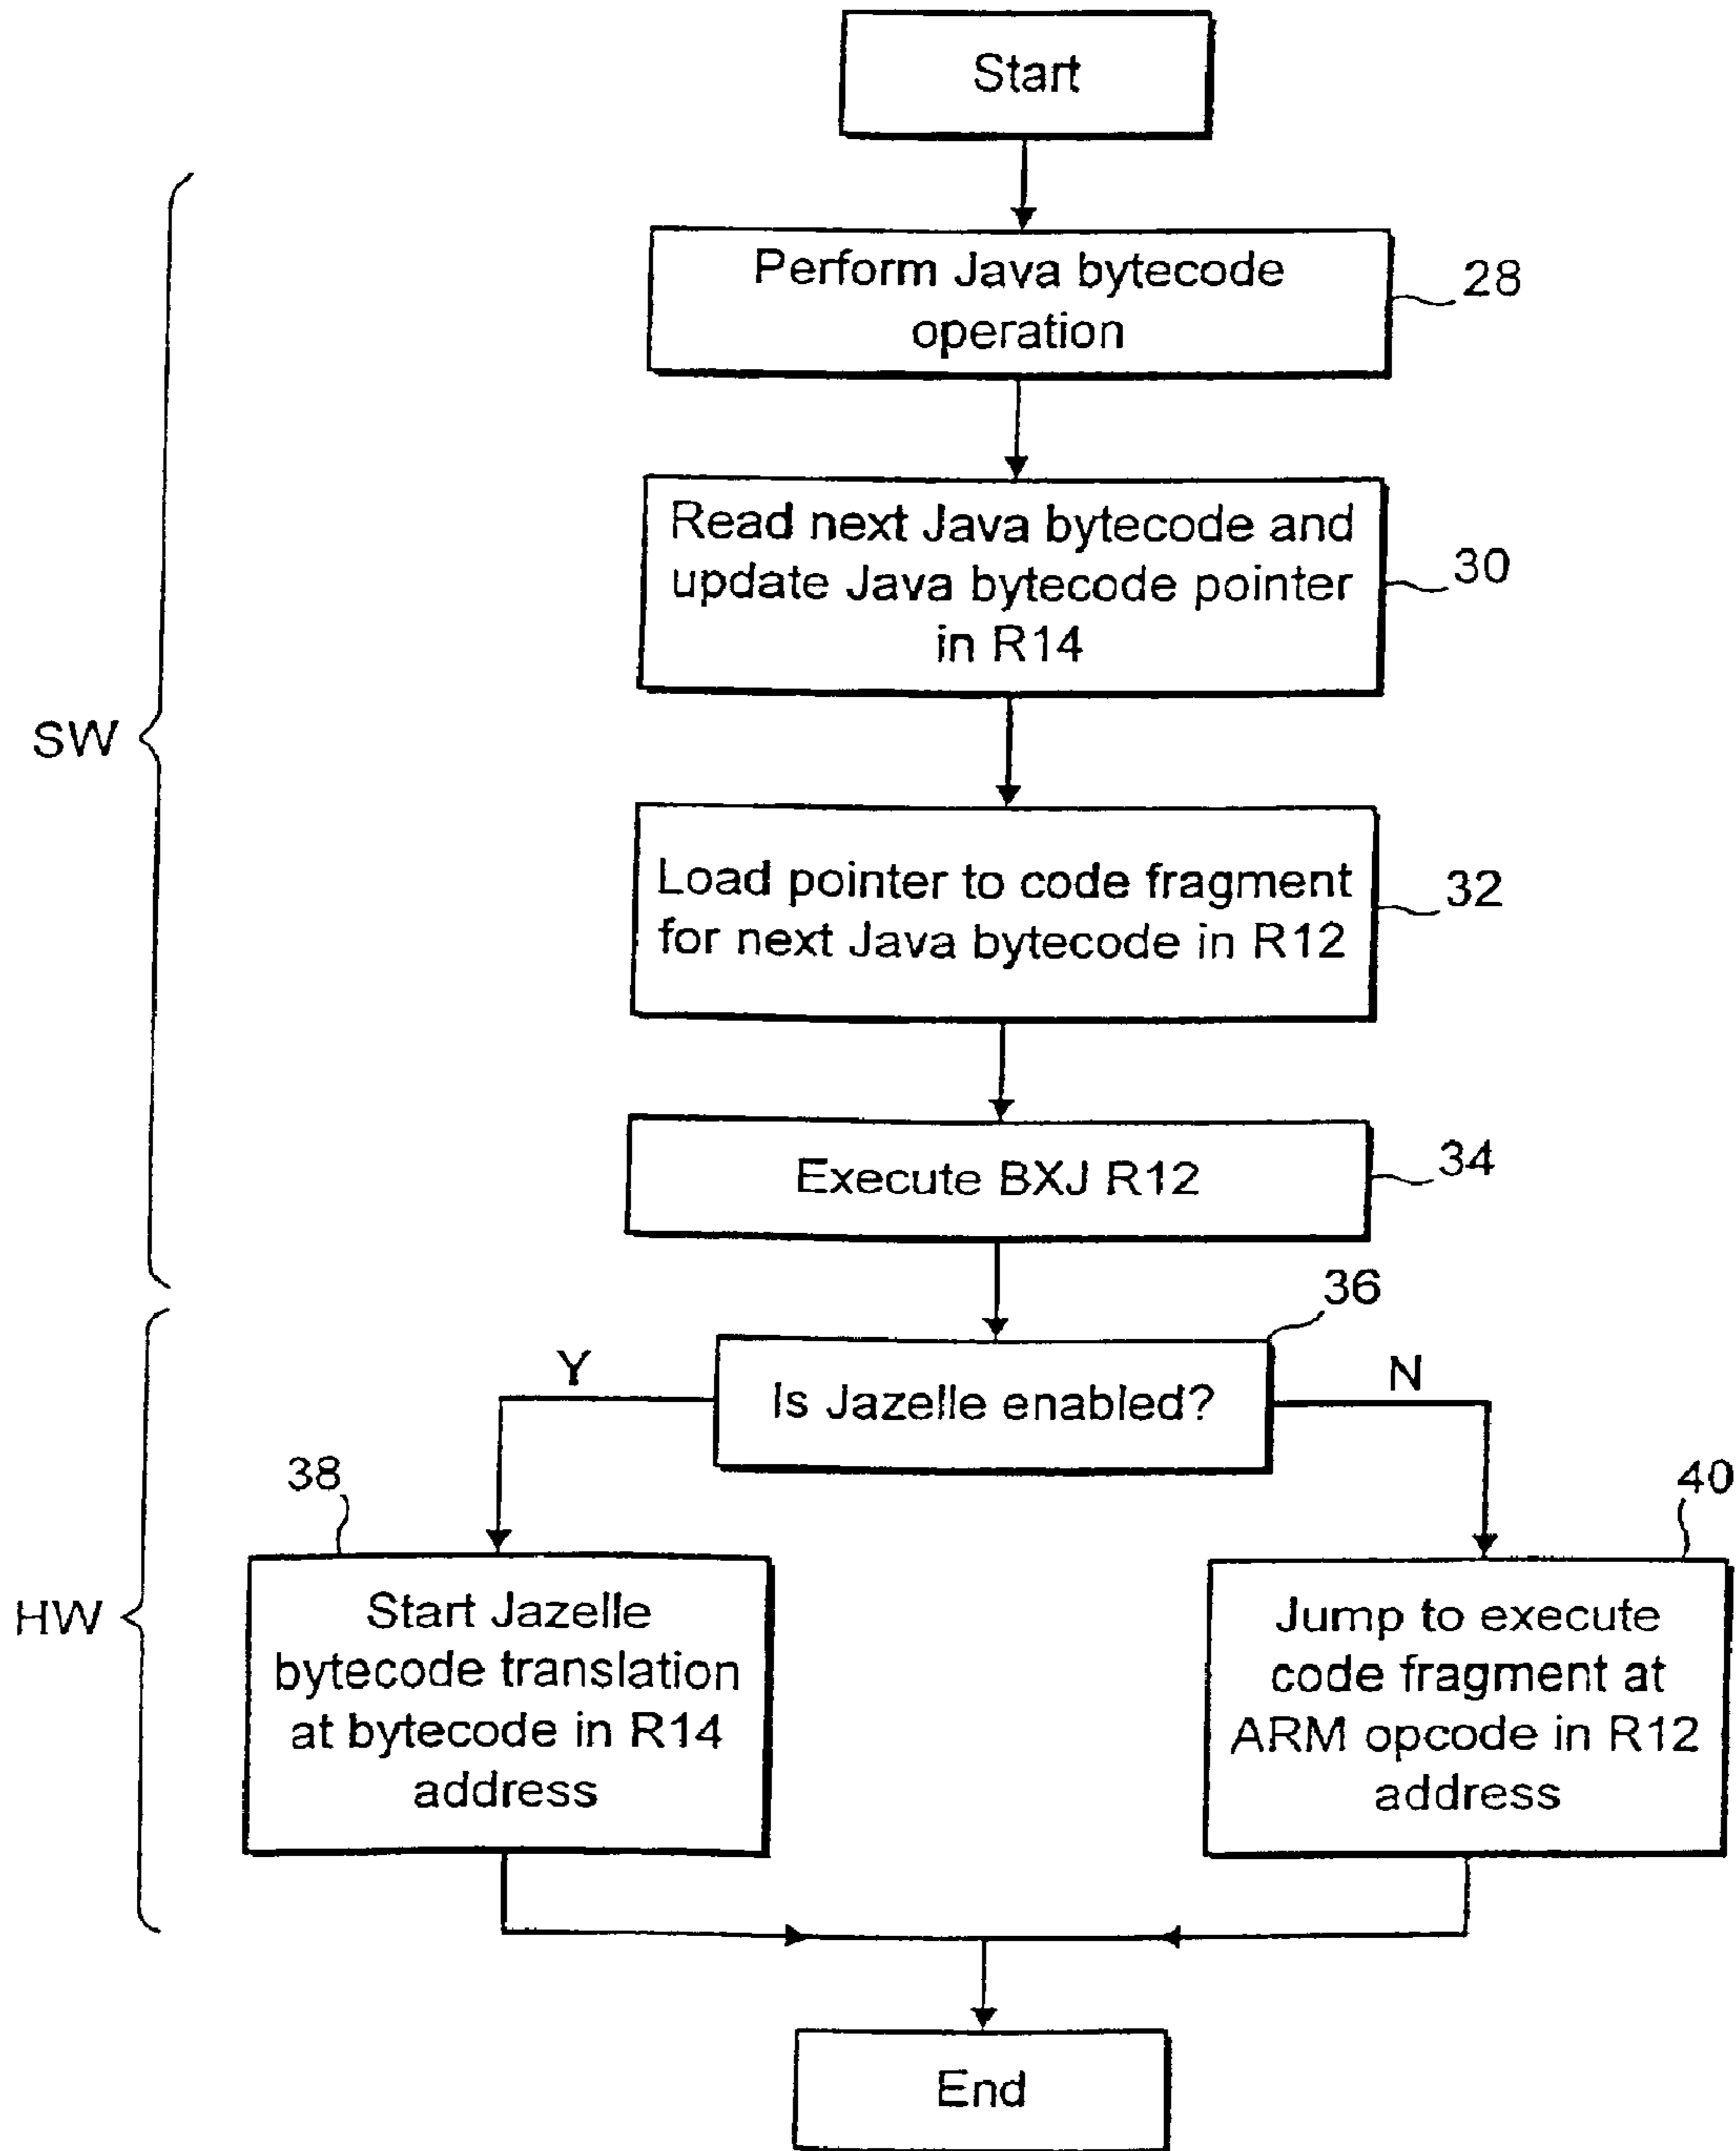 Start
Perform Java bytecode
operation
28
Read next Java bytecode and
update Java bytecode pointer
in R14
30
SW
Load pointer to code fragment
for next Java bytecode in R12
32
Execute BXJ R12
34
36
Is Jazelle enabled?
Y
N
HW
38
Start Jazelle
bytecode translation
at bytecode in R14
address
40
Jump to execute
code fragment at
ARM opcode in R12
address
End